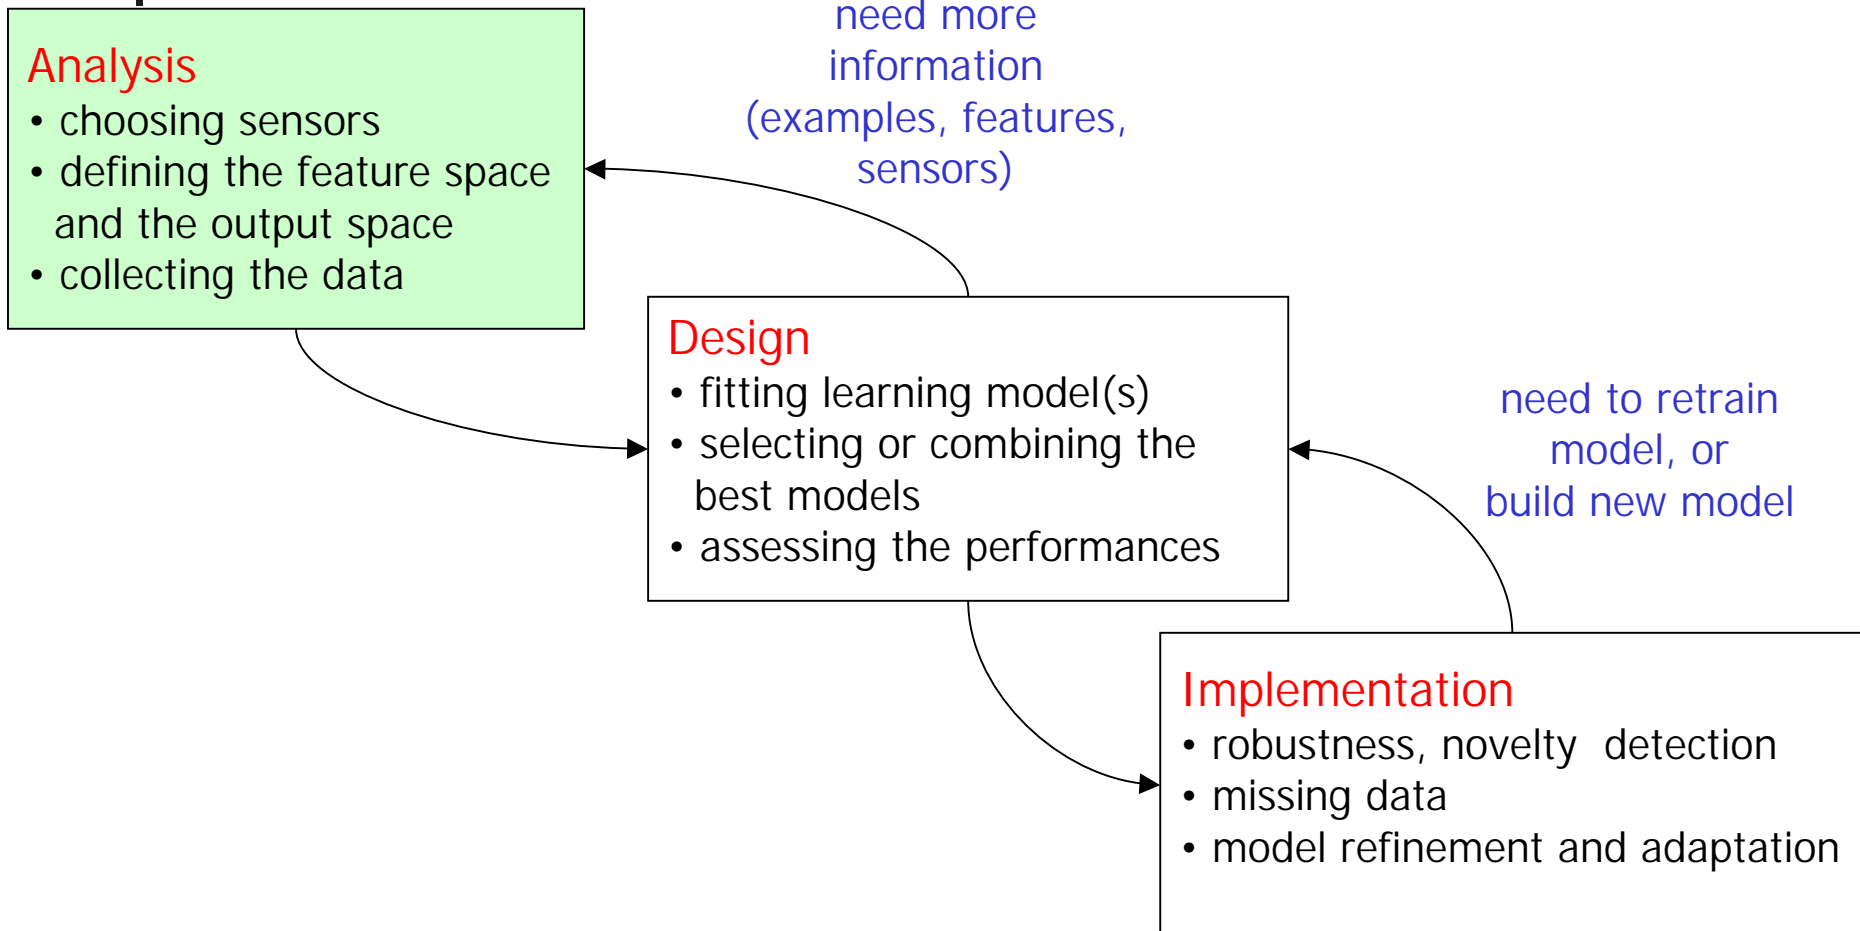 Analysis
• choosing sensors
• defining the feature space
and the output space
• collecting the data
need more
information
(examples, features,
sensors)
Design
• fitting learning model(s)
• selecting or combining the
best models
• assessing the performances
need to retrain
model, or
build new model
Implementation
• robustness, novelty detection
• missing data
• model refinement and adaptation